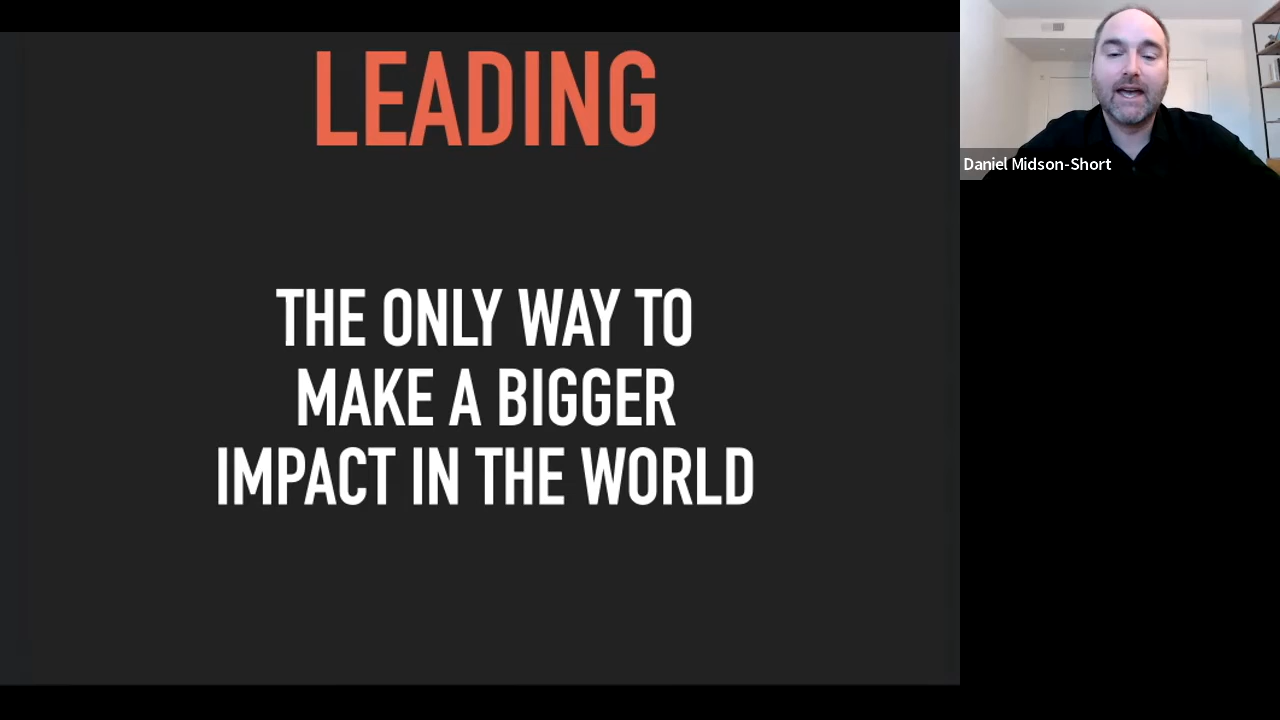 LEADING
THE ONLY WAY TO
MAKE A BIGGER
IMPACT IN THE WORLD
Daniel Midson-Short